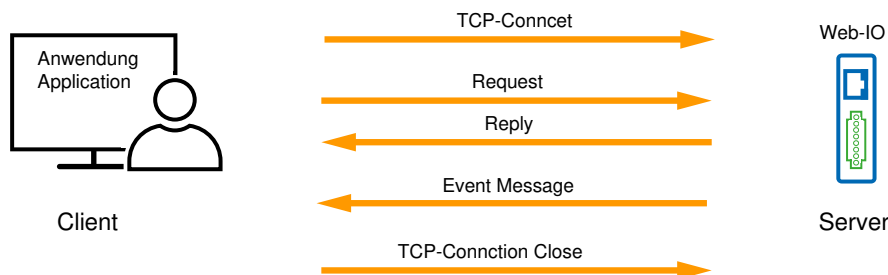 TCP-Conncet
Web-IO
Anwendung
Application
Request
Reply
Event Message
Client
Server
TCP-Connction Close